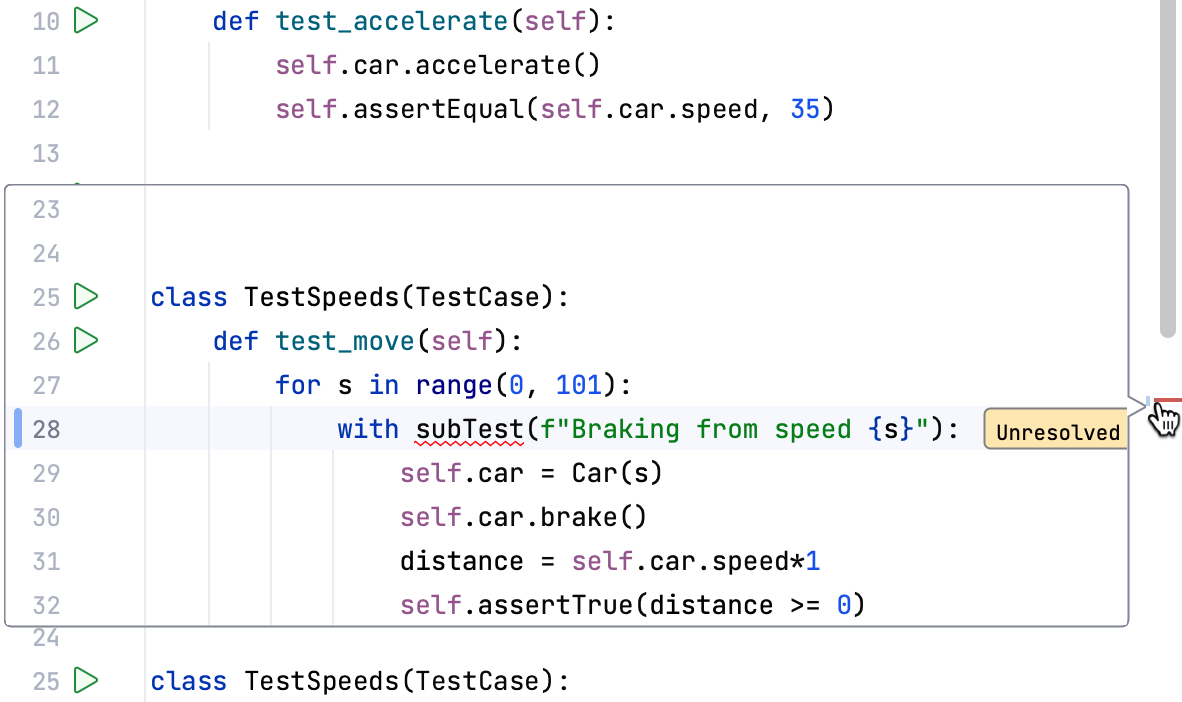 10 def test_accelerate(self):
11 self.car.accelerate()
12 self.assertEqual(self.car.speed, 35)
13
23
24
25 class TestSpeeds(TestCase):
26 def test_move(self):
27 for s in range(0, 101):
28 with subTest(f"Braking from speed {s}"): Unresolved
29 self.car = Car(s)
30 self.car.brake()
31 distance = self.car.speed*1
32 self.assertTrue(distance >= 0)
24
25 class TestSpeeds(TestCase):